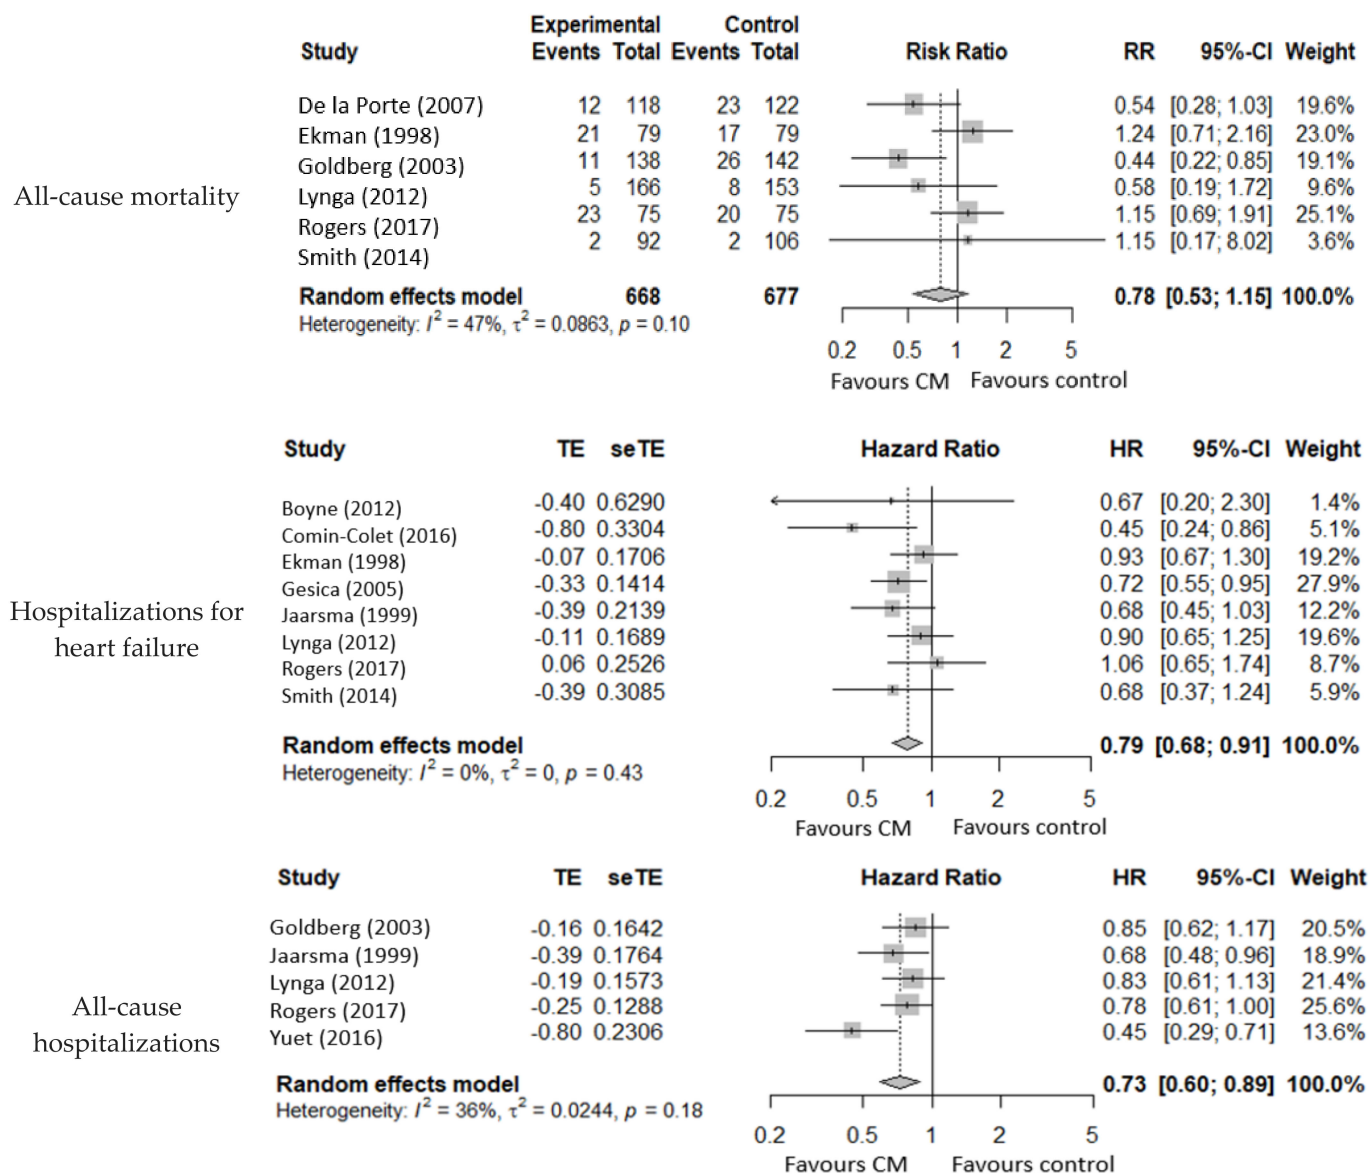 Experimental Control
Study Events Total Events Total Risk Ratio RR 95%-CI Weight
De la Porte (2007) 12 118 23 122 0.54 [0.28; 1.03] 19.6%
Ekman (1998) 21 79 17 79 1.24 [0.71; 2.16] 23.0%
Goldberg (2003) 11 138 26 142 0.44 [0.22; 0.85] 19.1%
All-cause mortality
Lynga (2012) 5 166 8 153 0.58 [0.19; 1.72] 9.6%
Rogers (2017) 23 75 20 75 1.15 [0.69; 1.91] 25.1%
Smith (2014) 2 92 2 106 1.15 [0.17; 8.02] 3.6%
Random effects model 668 677 0.78 [0.53; 1.15] 100.0%
Heterogeneity: I² = 47%, τ² = 0.0863, p = 0.10
0.2 0.5 1 2 5
Favours CM Favours control
Study TE seTE Hazard Ratio HR 95%-CI Weight
Boyne (2012) -0.40 0.6290 0.67 [0.20; 2.30] 1.4%
Comin-Colet (2016) -0.80 0.3304 0.45 [0.24; 0.86] 5.1%
Ekman (1998) -0.07 0.1706 0.93 [0.67; 1.30] 19.2%
Gesica (2005) -0.33 0.1414 0.72 [0.55; 0.95] 27.9%
Hospitalizations for
heart failure
Jaarsma (1999) -0.39 0.2139 0.68 [0.45; 1.03] 12.2%
Lynga (2012) -0.11 0.1689 0.90 [0.65; 1.25] 19.6%
Rogers (2017) 0.06 0.2526 1.06 [0.65; 1.74] 8.7%
Smith (2014) -0.39 0.3085 0.68 [0.37; 1.24] 5.9%
Random effects model 0.79 [0.68; 0.91] 100.0%
Heterogeneity: I² = 0%, τ² = 0, p = 0.43
0.2 0.5 1 2 5
Favours CM Favours control
Study TE seTE Hazard Ratio HR 95%-CI Weight
Goldberg (2003) -0.16 0.1642 0.85 [0.62; 1.17] 20.5%
Jaarsma (1999) -0.39 0.1764 0.68 [0.48; 0.96] 18.9%
Lynga (2012) -0.19 0.1573 0.83 [0.61; 1.13] 21.4%
All-cause
hospitalizations
Rogers (2017) -0.25 0.1288 0.78 [0.61; 1.00] 25.6%
Yuet (2016) -0.80 0.2306 0.45 [0.29; 0.71] 13.6%
Random effects model 0.73 [0.60; 0.89] 100.0%
Heterogeneity: I² = 36%, τ² = 0.0244, p = 0.18
0.2 0.5 1 2 5
Favours CM Favours control